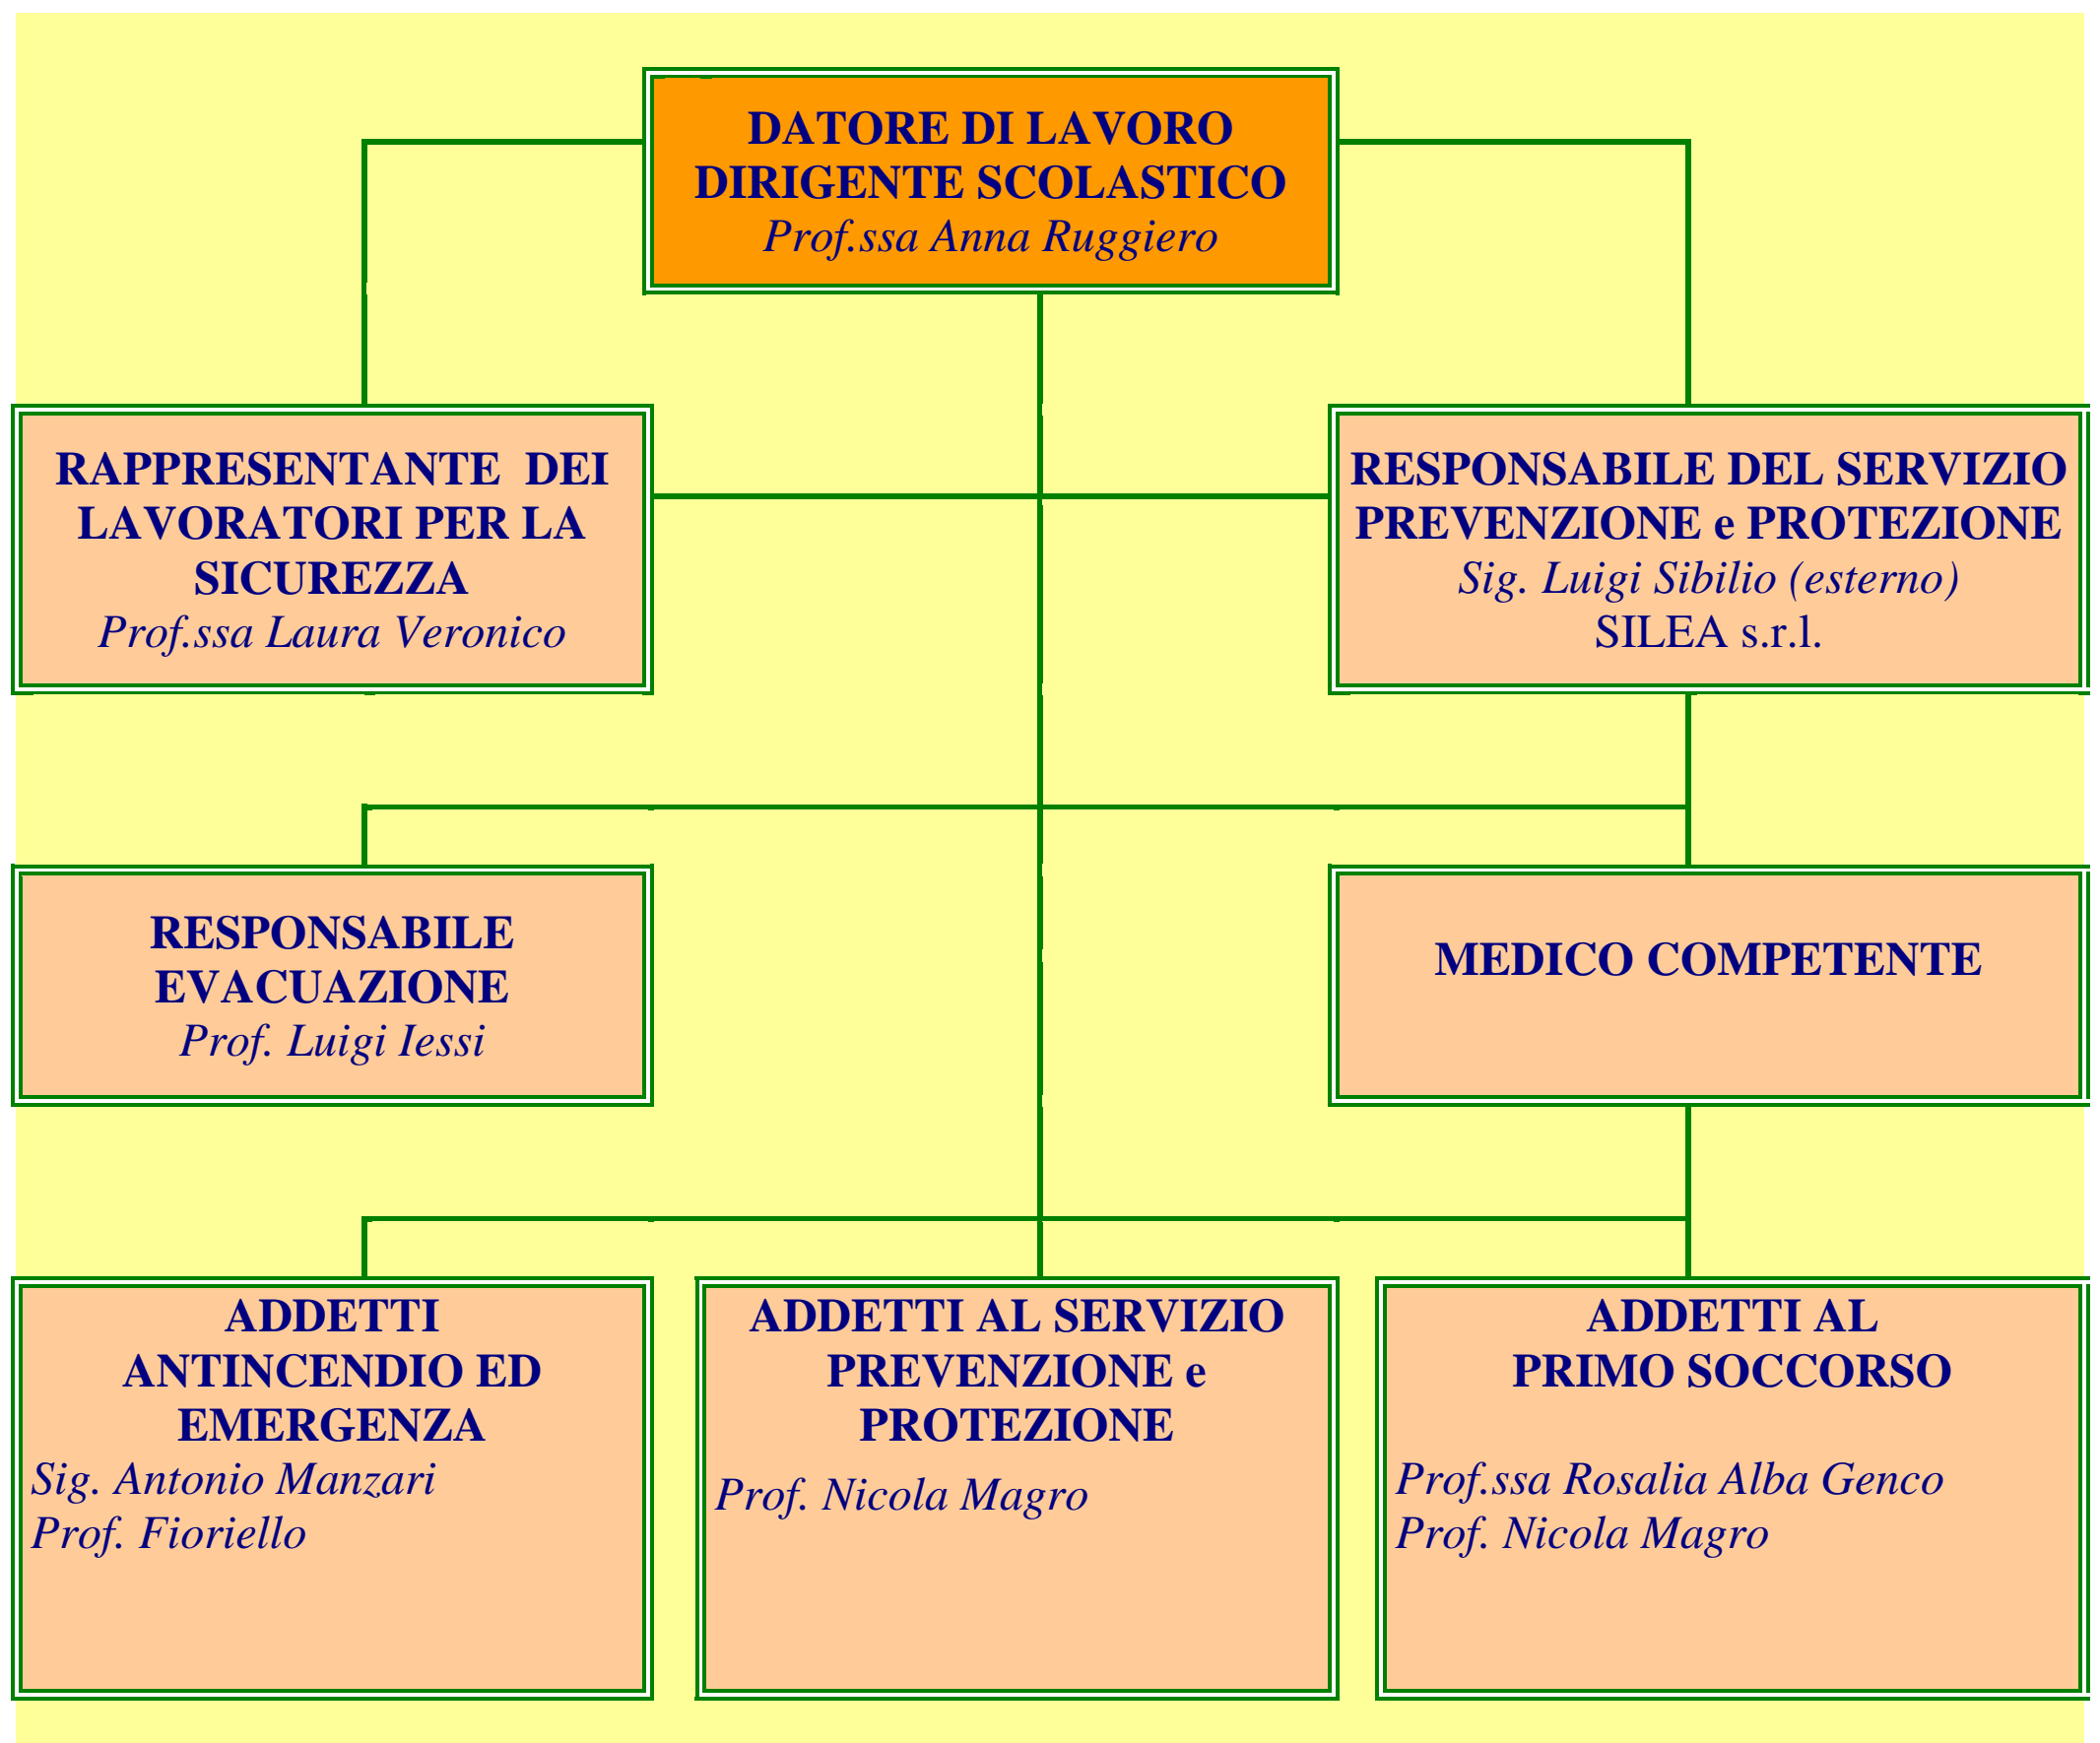 DATORE DI LAVORO
DIRIGENTE SCOLASTICO
Prof.ssa Anna Ruggiero
RAPPRESENTANTE DEI
LAVORATORI PER LA
SICUREZZA
Prof.ssa Laura Veronico
RESPONSABILE DEL SERVIZIO
PREVENZIONE e PROTEZIONE
Sig. Luigi Sibilio (esterno)
SILEA s.r.l.
RESPONSABILE
EVACUAZIONE
Prof. Luigi Iessi
MEDICO COMPETENTE
ADDETTI
ANTINCENDIO ED
EMERGENZA
Sig. Antonio Manzari
Prof. Fioriello
ADDETTI AL SERVIZIO
PREVENZIONE e
PROTEZIONE
Prof. Nicola Magro
ADDETTI AL
PRIMO SOCCORSO
Prof.ssa Rosalia Alba Genco
Prof. Nicola Magro